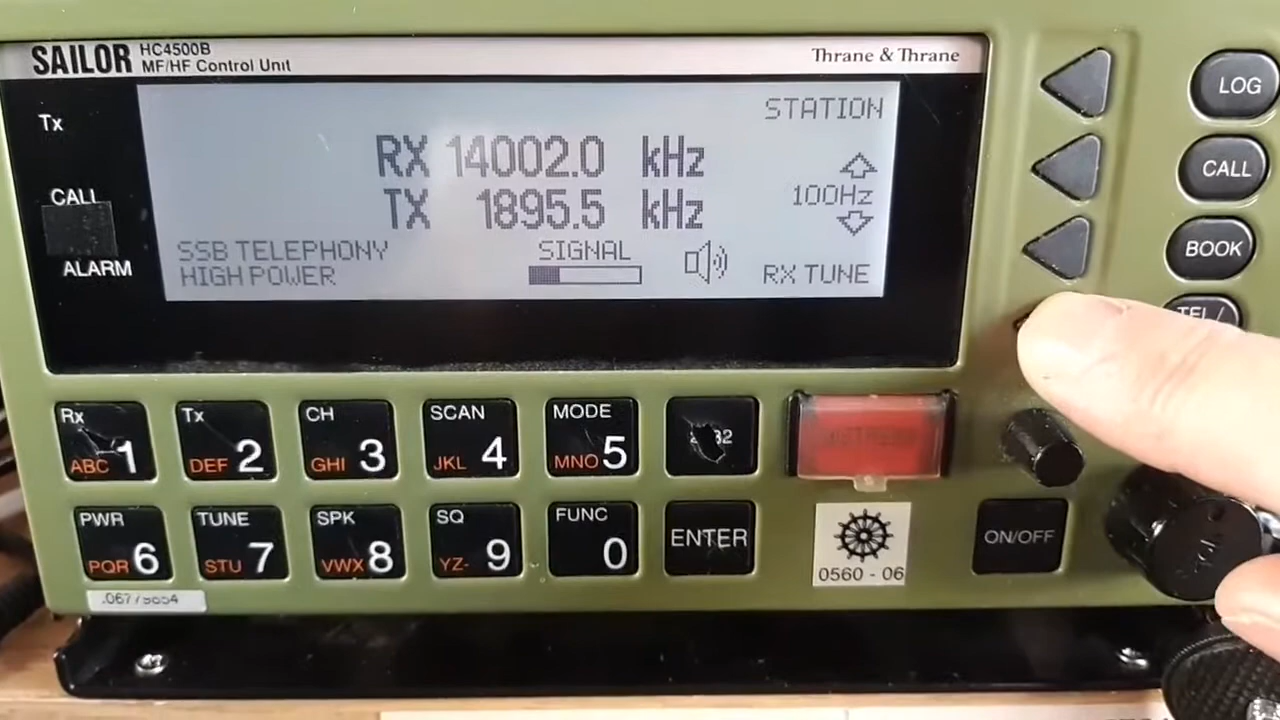 SAILOR HC4500B
MF/HF Control Unit
Thrane & Thrane
Tx
CALL
ALARM
STATION
RX 14002.0 kHz
TX 1895.5 kHz
100Hz
SSB TELEPHONY
HIGH POWER
SIGNAL
RX TUNE
LOG
CALL
BOOK
TEL/
Rx
ABC 1
Tx
DEF 2
CH
GHI 3
SCAN
JKL 4
MODE
MNO 5
PWR
PQR 6
TUNE
STU 7
SPK
VWX 8
SQ
YZ- 9
FUNC
0
ENTER
0560 - 06
ON/OFF